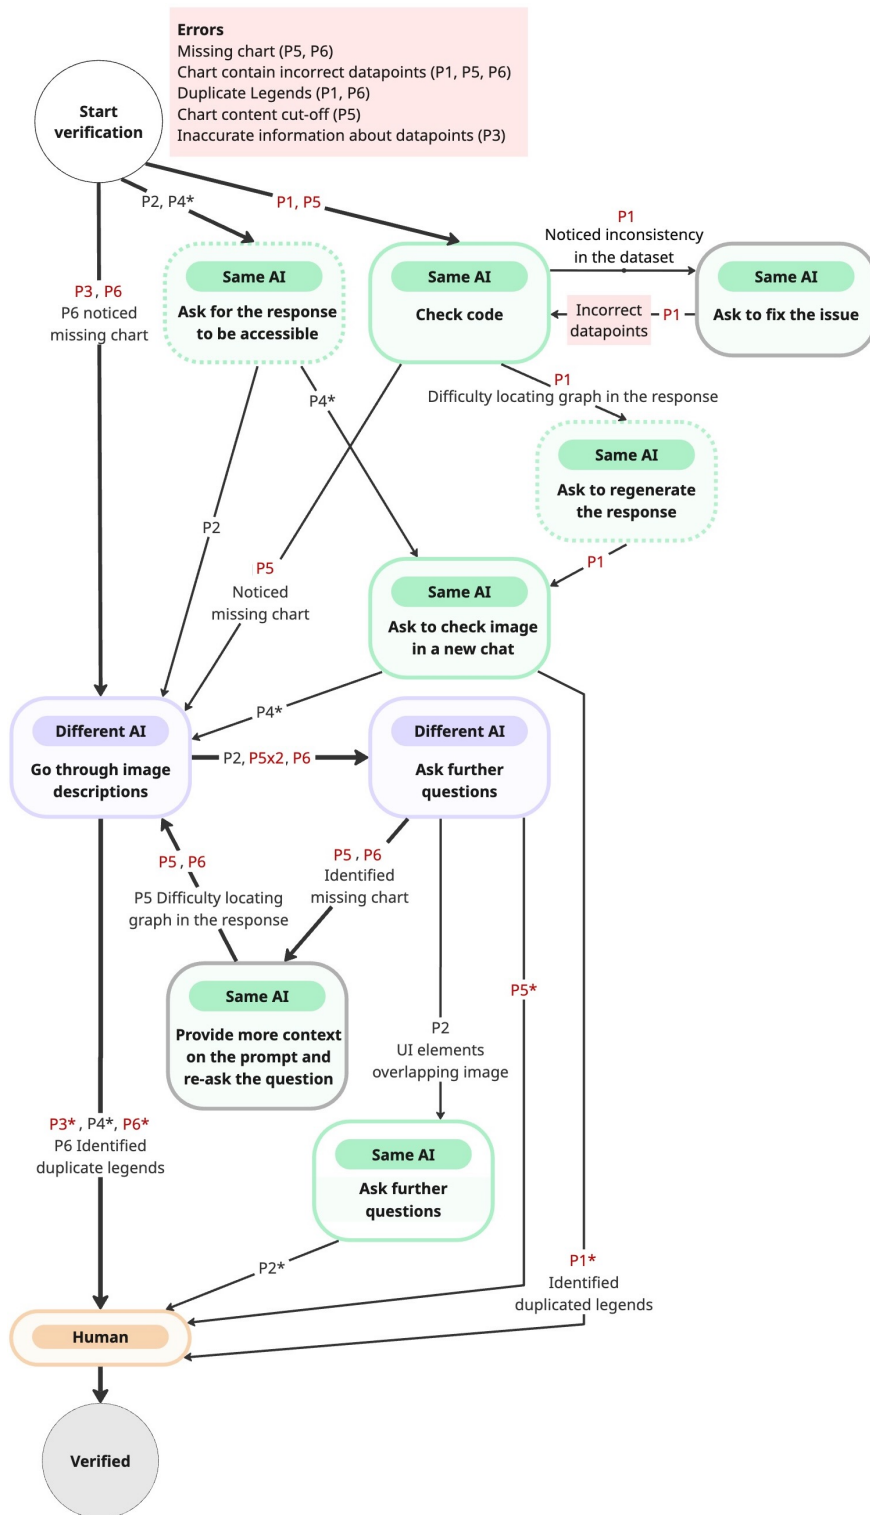 Errors
Missing chart (P5, P6)
Chart contain incorrect datapoints (P1, P5, P6)
Duplicate Legends (P1, P6)
Chart content cut-off (P5)
Inaccurate information about datapoints (P3)
Start
verification
P2, P4*
P1, P5
P1
Noticed inconsistency
in the dataset
P3, P6
P6 noticed
missing chart
Same AI
Ask for the response
to be accessible
Same AI
Check code
Incorrect
datapoints
P1
Same AI
Ask to fix the issue
P1
Difficulty locating graph in the response
P4*
Same AI
Ask to regenerate
the response
P2
P5
Noticed
missing chart
P1
Same AI
Ask to check image
in a new chat
P4*
Different AI
Go through image
descriptions
P2, P5x2, P6
Different AI
Ask further
questions
P5, P6
P5 Difficulty locating
graph in the response
P5, P6
Identified
missing chart
Same AI
Provide more context
on the prompt and
re-ask the question
P5*
P2
UI elements
overlapping image
P3*, P4*, P6*
P6 Identified
duplicate legends
Same AI
Ask further
questions
P2*
P1*
Identified
duplicated legends
Human
Verified